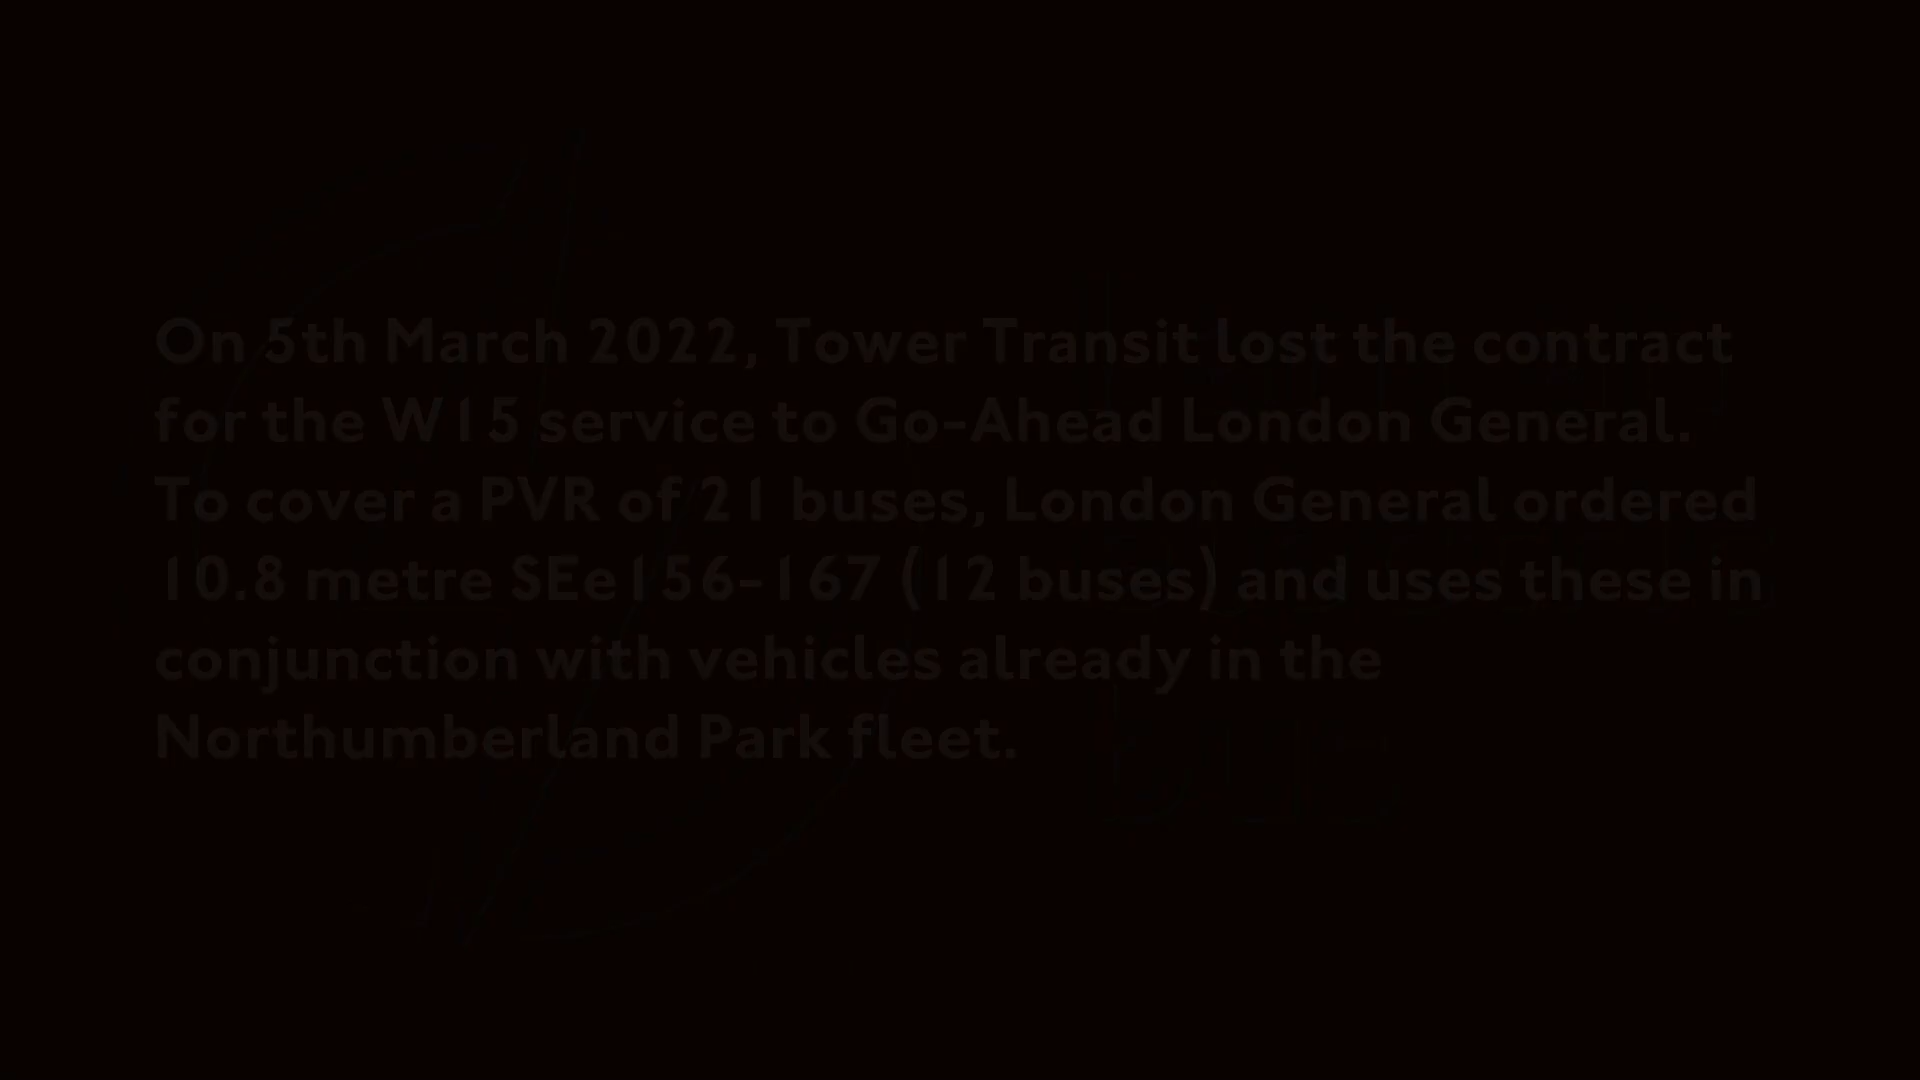 On 5th March 2022, Tower Transit lost the contract
for the W15 service to Go-Ahead London General.
To cover a PVR of 21 buses, London General ordered
10.8 metre SEe156-167 (12 buses) and uses these in
conjunction with vehicles already in the
Northumberland Park fleet.